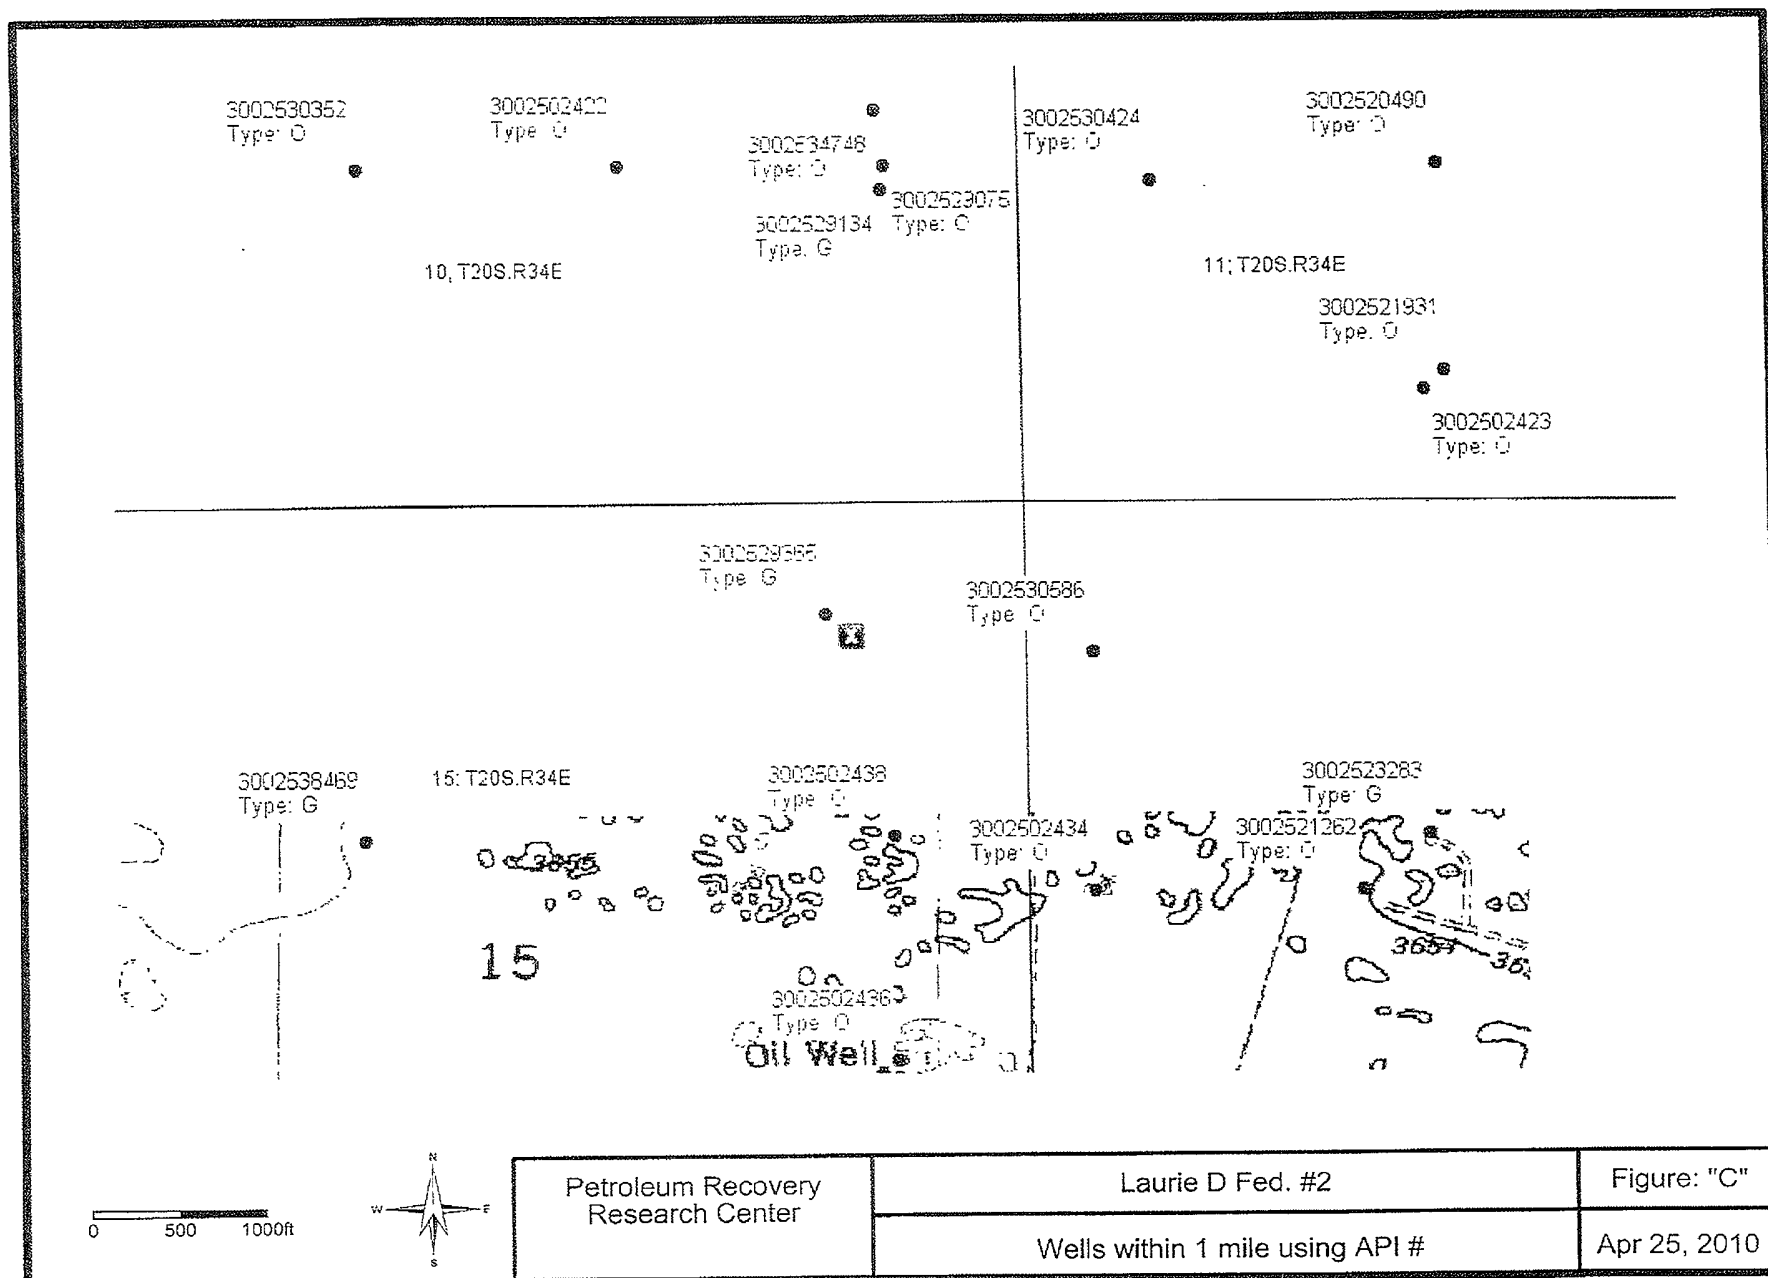 3002530352
Type: O
3002502422
Type: O
3002534748
Type: O
3002529075
Type: O
3002529134
Type: G
3002530424
Type: O
3002520490
Type: O
10, T20S.R34E
11; T20S.R34E
3002521931
Type: O
3002502423
Type: O
Type: G
3002530586
Type: O
3002538469
Type: G
15: T20S.R34E
3002502438
Type: O
3002502434
Type: O
3002523283
Type: G
3002521262
Type: O
15
3654
3002502436
Type: O
Oil Well
0 500 1000ft
N
W E
S
Petroleum Recovery
Research Center
Laurie D Fed. #2
Figure: "C"
Wells within 1 mile using API #
Apr 25, 2010